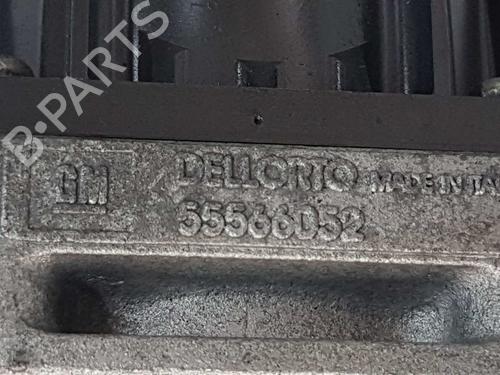 B-PARTS
GM DELLORTO MADE IN ITA
55566052